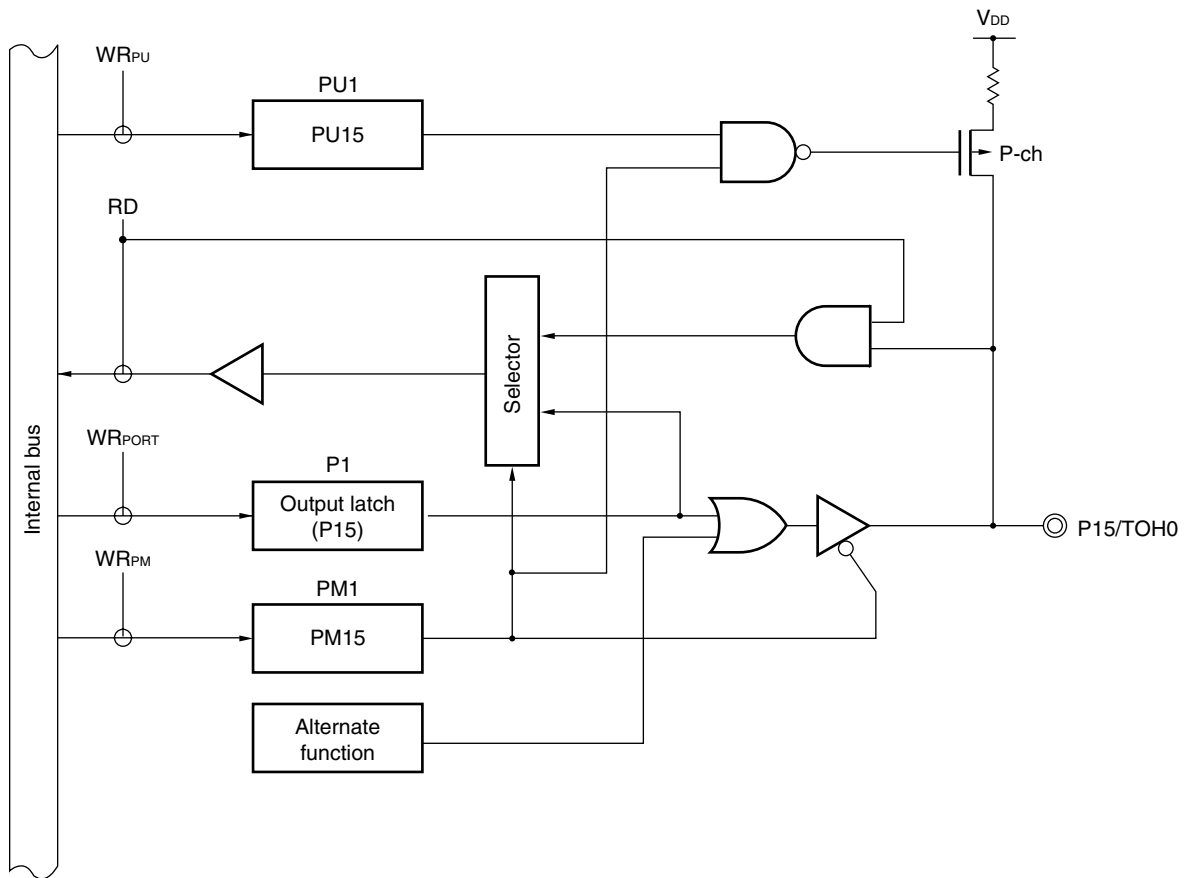 VDD
WRPU
PU1
PU15
P-ch
RD
Selector
Internal bus
WRPORT
P1
Output latch
(P15)
P15/TOH0
WRPM
PM1
PM15
Alternate
function